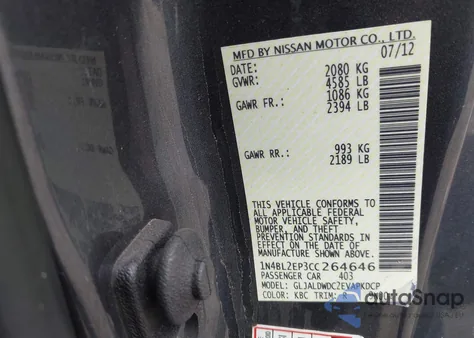 MFD BY NISSAN MOTOR CO., LTD.
07/12
DATE: 2080 KG
GVWR: 4585 LB
GAWR FR.: 1086 KG
2394 LB
GAWR RR.: 993 KG
2189 LB
THIS VEHICLE CONFORMS TO
ALL APPLICABLE FEDERAL
MOTOR VEHICLE SAFETY,
BUMPER, AND THEFT
PREVENTION STANDARDS IN
EFFECT ON THE DATE OF
MANUFACTURE SHOWN ABOVE.
1N4BL2EP3CC264646
PASSENGER CAR 403
MODEL: GLJALDWDC2EVAPKDCP
COLOR: KBC TRIM: K
autoSnap